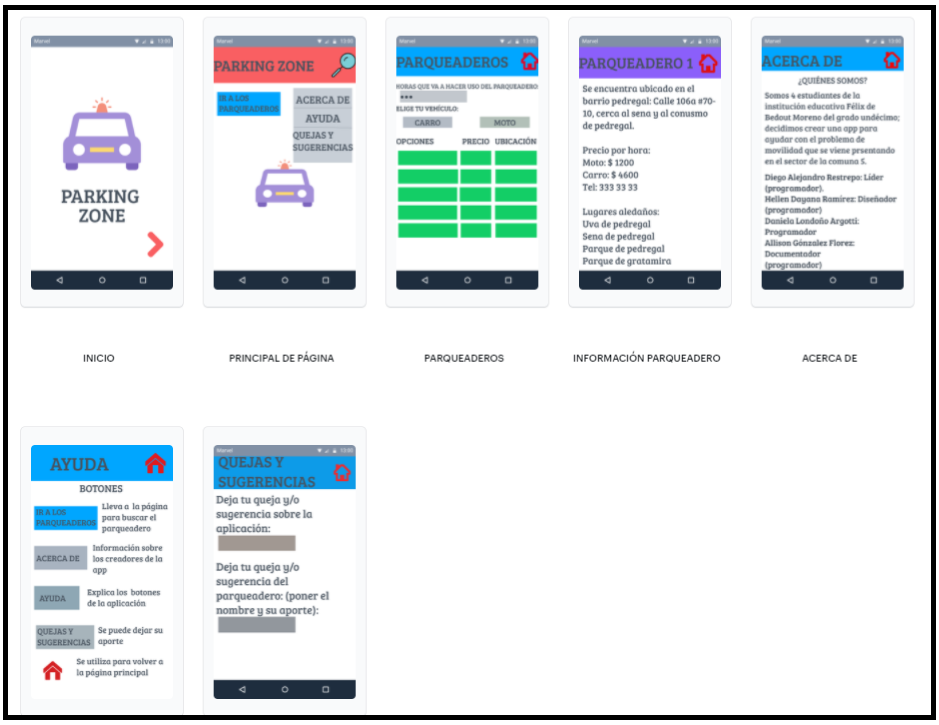 Marvel 13:00
PARKING
ZONE
INICIO
Marvel 13:00
PARKING ZONE
IR A LOS
PARQUEADEROS
ACERCA DE
AYUDA
QUEJAS Y
SUGERENCIAS
PRINCIPAL DE PÁGINA
Marvel 13:00
PARQUEADEROS
HORAS QUE VA A HACER USO DEL PARQUEADERO:
***
ELIGE TU VEHÍCULO:
CARRO MOTO
OPCIONES PRECIO UBICACIÓN
PARQUEADEROS
Marvel 13:00
PARQUEADERO 1
Se encuentra ubicado en el
barrio pedregal: Calle 106a #70-
10, cerca al sena y al conusmo
de pedregal.
Precio por hora:
Moto: $ 1200
Carro: $ 4600
Tel: 333 33 33
Lugares aledaños:
Uva de pedregal
Sena de pedregal
Parque de pedregal
Parque de gratamira
INFORMACIÓN PARQUEADERO
Marvel 13:00
ACERCA DE
¿QUIÉNES SOMOS?
Somos 4 estudiantes de la
institución educativa Félix de
Bedout Moreno del grado undécimo;
decidimos crear una app para
ayudar con el problema de
movilidad que se viene prsentando
en el sector de la comuna 5.
Diego Alejandro Restrepo: Líder
(programador).
Hellen Dayana Ramírez: Diseñador
(programador)
Daniela Londoño Argotti:
Programador
Allison Gónzalez Florez:
Documentador
(programador)
ACERCA DE
AYUDA
BOTONES
IR A LOS
PARQUEADEROS
Lleva a la página
para buscar el
parqueadero
ACERCA DE
Información sobre
los creadores de la
app
AYUDA
Explica los botones
de la aplicación
QUEJAS Y
SUGERENCIAS
Se puede dejar su
aporte
Se utiliza para volver a
la página principal
Marvel 13:00
QUEJAS Y
SUGERENCIAS
Deja tu queja y/o
sugerencia sobre la
aplicación:
Deja tu queja y/o
sugerencia del
parqueadero: (poner el
nombre y su aporte):